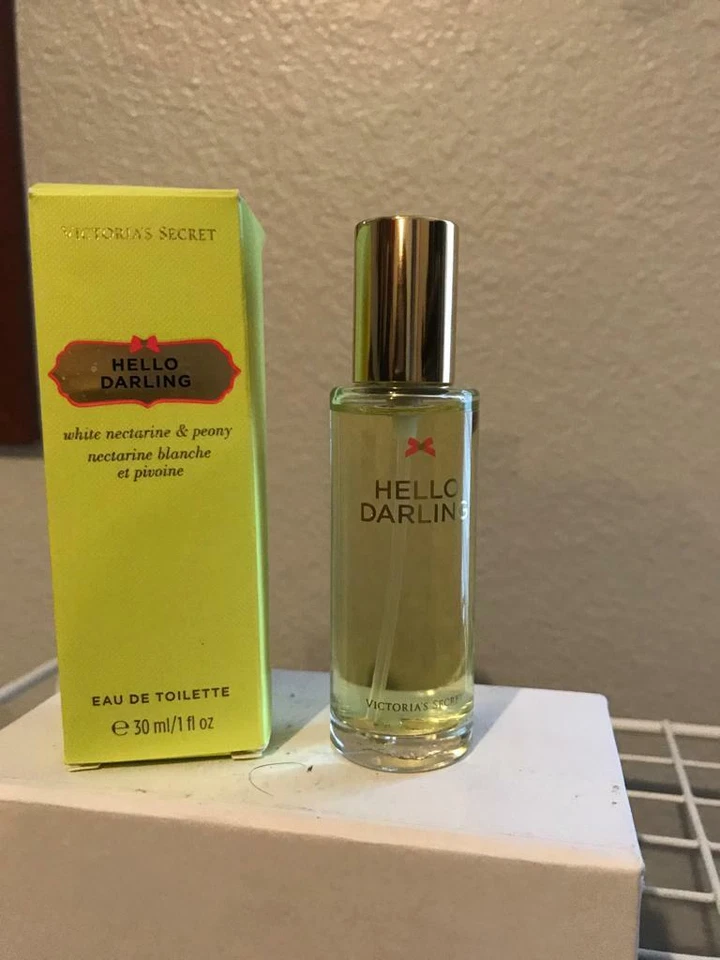 VICTORIA'S SECRET
HELLO
DARLING
white nectarine & peony
nectarine blanche
et pivoine
EAU DE TOILETTE
℮ 30 ml/1 fl oz
HELLO
DARLING
VICTORIA'S SECRET